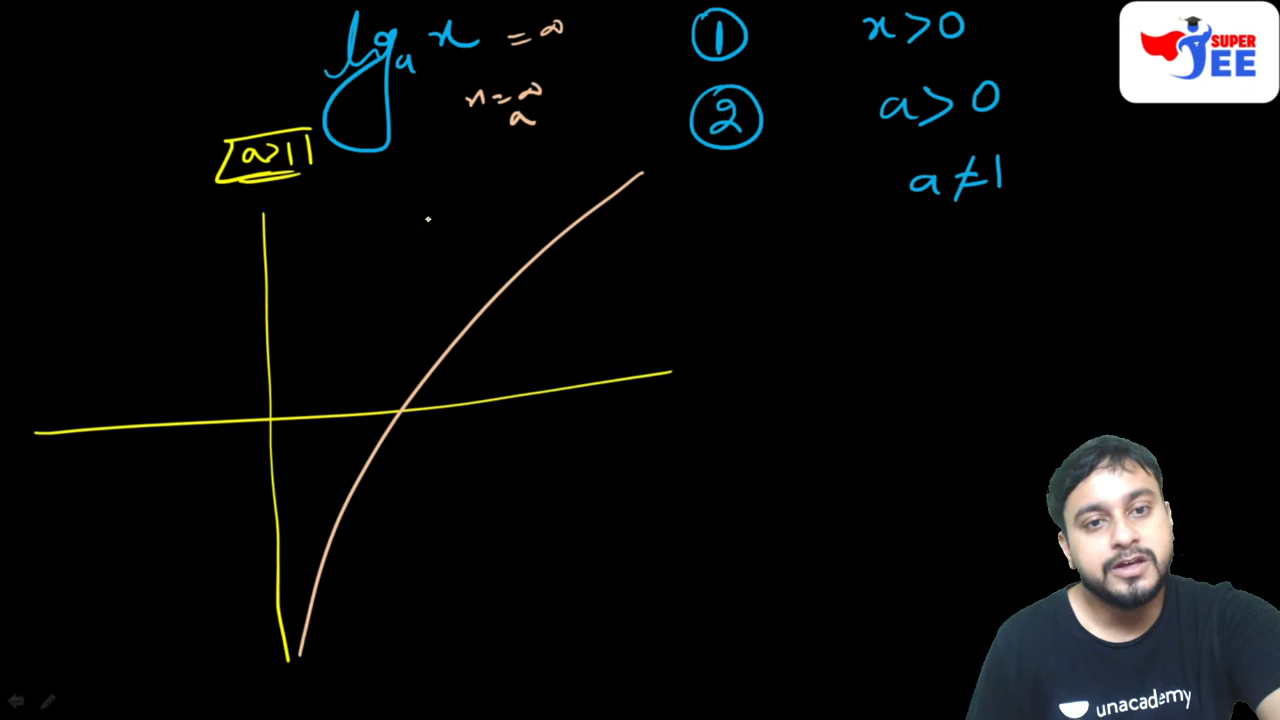 log_a x = ∞
x = a^∞
a>1
① x>0
② a>0
a≠1
SUPER
JEE
unacademy